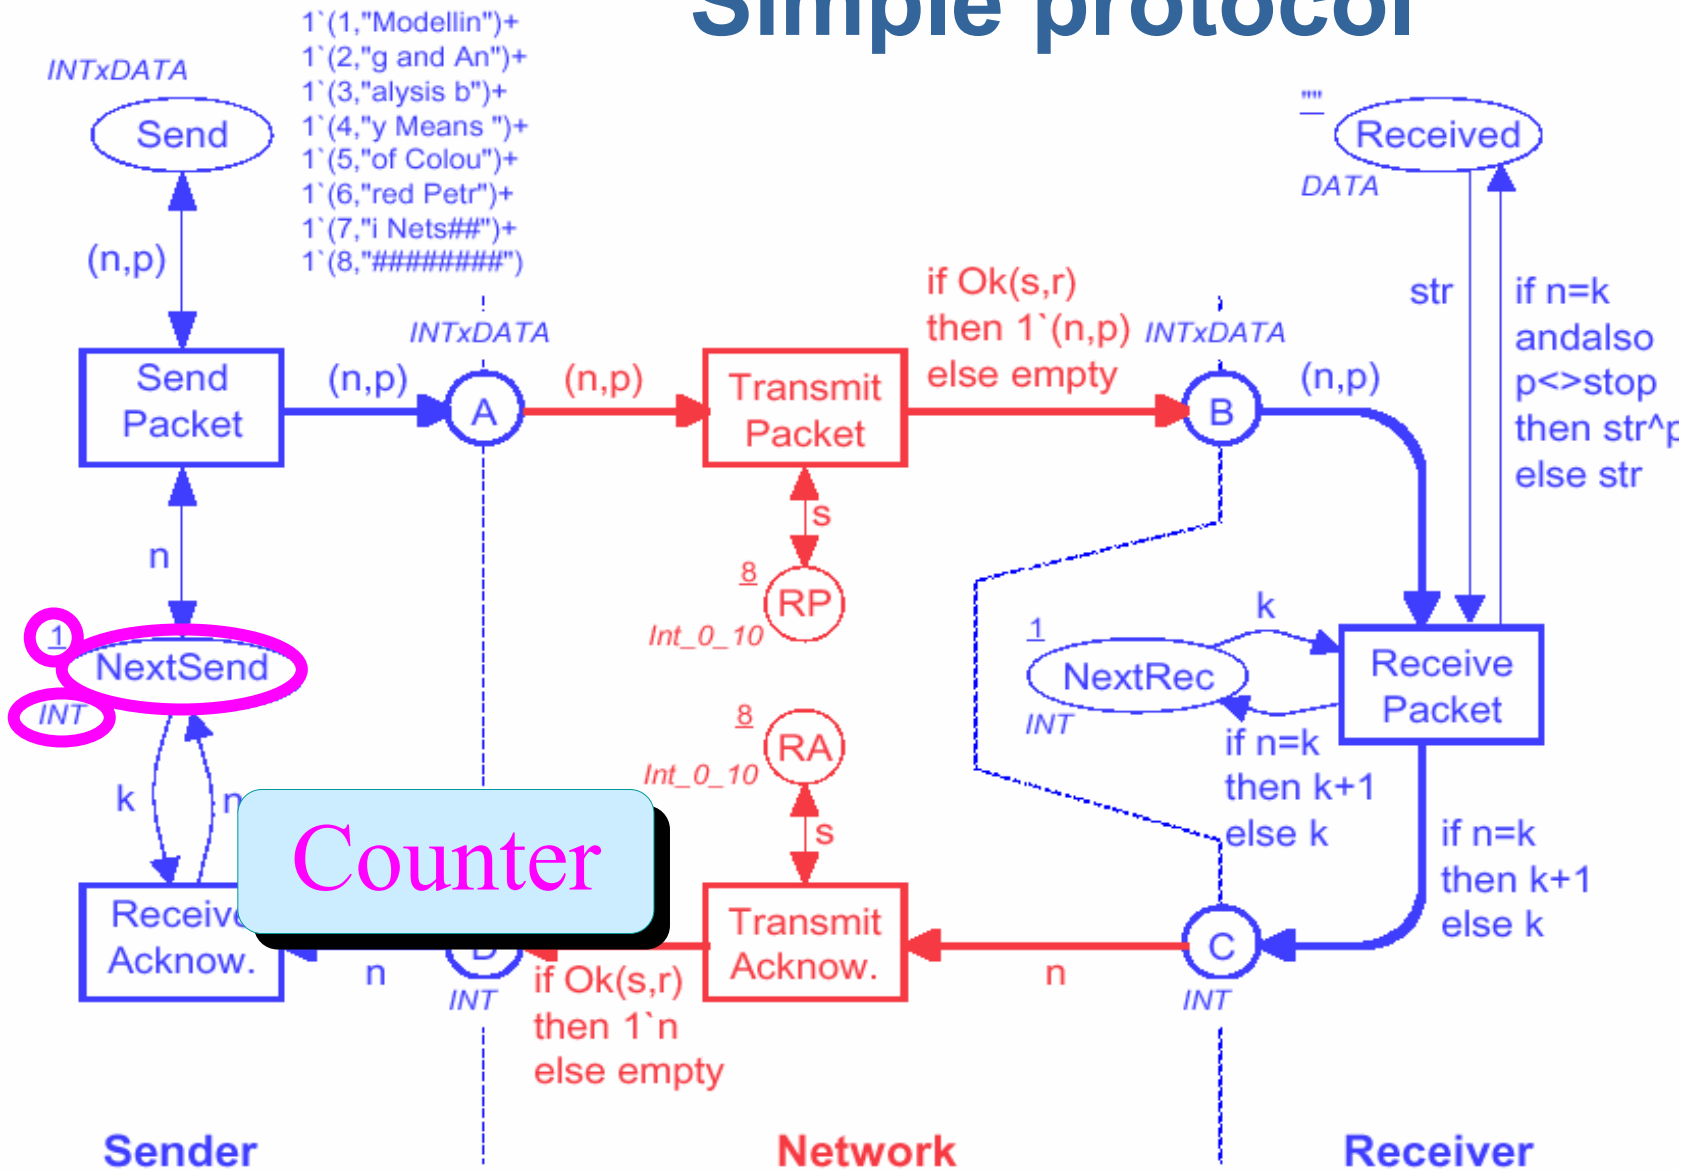 Simple protocol
1`(1,"Modellin")+
1`(2,"g and An")+
1`(3,"alysis b")+
1`(4,"y Means ")+
1`(5,"of Colou")+
1`(6,"red Petr")+
1`(7,"i Nets##")+
1`(8,"########")
INTxDATA
Send
""
Received
DATA
(n,p)
str
if n=k
andalso
p<>stop
then str^p
else str
Send
Packet
(n,p)
INTxDATA
A
(n,p)
Transmit
Packet
if Ok(s,r)
then 1`(n,p)
else empty
INTxDATA
B
(n,p)
n
s
8
RP
Int_0_10
1
NextSend
INT
k
n
8
RA
Int_0_10
s
1
NextRec
INT
k
if n=k
then k+1
else k
Receive
Packet
if n=k
then k+1
else k
Counter
Receive
Acknow.
n
D
INT
if Ok(s,r)
then 1`n
else empty
Transmit
Acknow.
n
C
INT
Sender
Network
Receiver